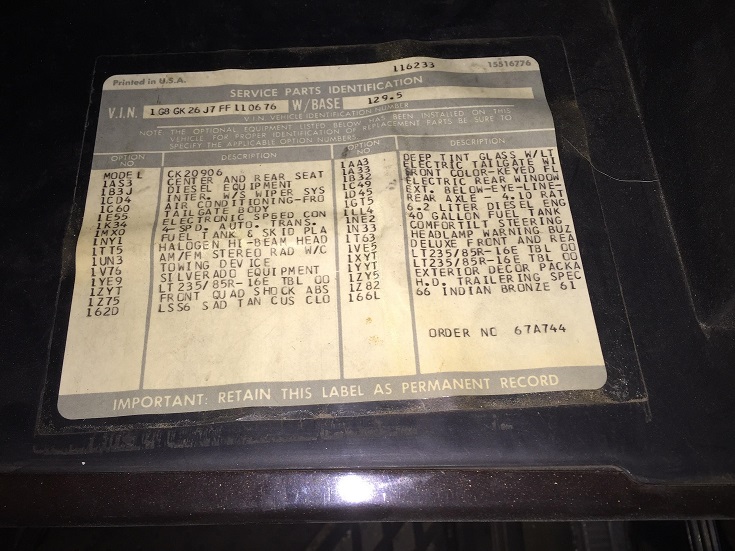 Printed in U.S.A. 116233 15516776
SERVICE PARTS IDENTIFICATION
V.I.N. 1G8 GK 26 J7 FF 110676 W/BASE 129.5
V.I.N. VEHICLE IDENTIFICATION NUMBER
NOTE THE OPTIONAL EQUIPMENT LISTED BELOW HAS BEEN INSTALLED ON THIS
VEHICLE. FOR PROPER IDENTIFICATION OF REPLACEMENT PARTS BE SURE TO
SPECIFY THE APPLICABLE OPTION NUMBERS.
OPTION NO DESCRIPTION
MODEL CK20906
1AS3 CENTER AND REAR SEAT
1B3J DIESEL EQUIPMENT
1CD4 INTER. W/S WIPER SYS
1C60 AIR CONDITIONING-FRO
1E55 TAILGATE BODY
1K34 ELECTRONIC SPEED CON
1MX0 4-SPD. AUTO. TRANS.
1NY1 FUEL TANK & SKID PLA
1TT5 HALOGEN HI-BEAM HEAD
1UN3 AM/FM STEREO RAD W/C
1V76 TOWING DEVICE
1YE9 SILVERADO EQUIPMENT
1ZYT LT235/85R-16E TBL OO
1Z75 FRONT QUAD SHOCK ABS
162D LSS6 SAD TAN CUS CLO
OPTION NO. DESCRIPTION
1AA3 DEEP TINT GLASS W/LT
1A33 ELECTRIC TAILGATE WI
1B32 FRONT COLOR-KEYED FL
1C49 ELECTRIC REAR WINDOW
1D45 EXT. BELOW-EYE-LINE-
1GT5 REAR AXLE - 4.10 RAT
1LL4 6.2 LITER DIESEL ENG
1NE2 40 GALLON FUEL TANK
1N33 COMFORTILT STEERING
1T63 HEADLAMP WARNING BUZ
1VE5 DELUXE FRONT AND REA
1XYT LT235/85R-16E TBL OO
1YYT LT235/85R-16E TBL OO
1ZY5 EXTERIOR DECOR PACKA
1Z82 H.D. TRAILERING SPEC
166L 66 INDIAN BRONZE 61
ORDER NO 67A744
IMPORTANT: RETAIN THIS LABEL AS PERMANENT RECORD